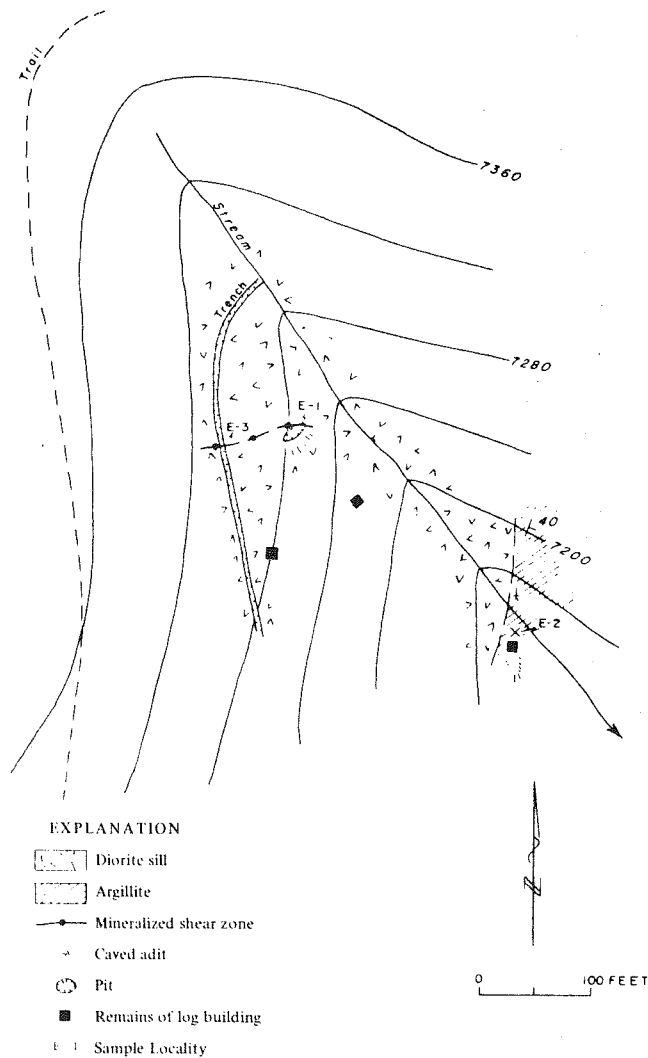 Trail
7360
Stream
Trench
7280
E-1
E-3
40
7200
E-2
EXPLANATION
Diorite sill
Argillite
Mineralized shear zone
Caved adit
Pit
Remains of log building
E-1 Sample Locality
N
0 100 FEET